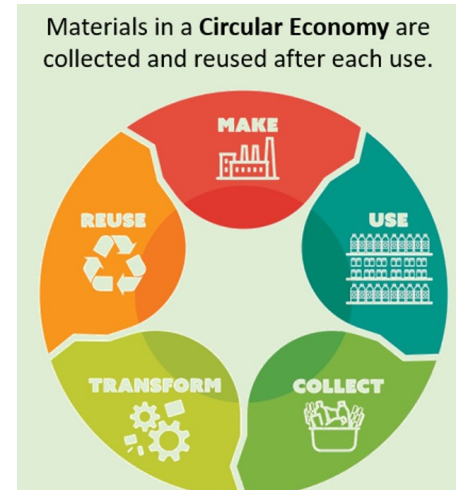 Materials in a Circular Economy are
collected and reused after each use.
MAKE
USE
COLLECT
TRANSFORM
REUSE